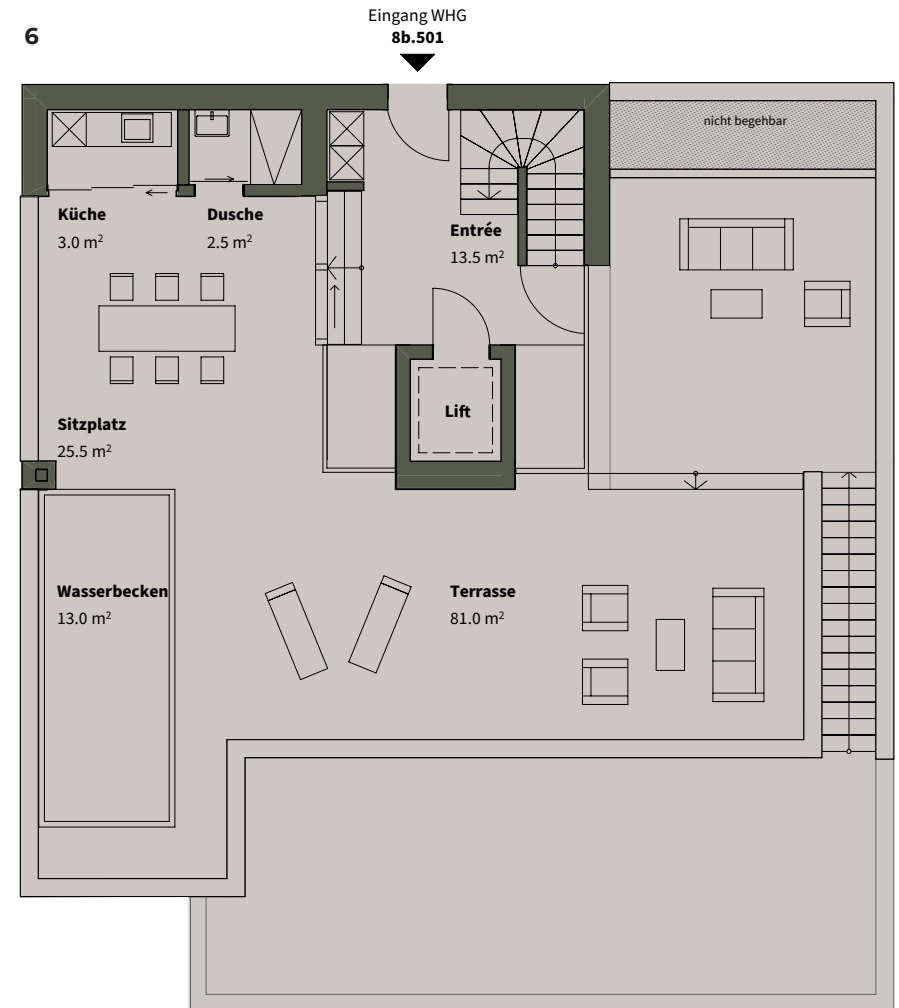 6
Eingang WHG
8b.501
nicht begehbar
Küche
3.0 m²
Dusche
2.5 m²
Entrée
13.5 m²
Lift
Sitzplatz
25.5 m²
Wasserbecken
13.0 m²
Terrasse
81.0 m²